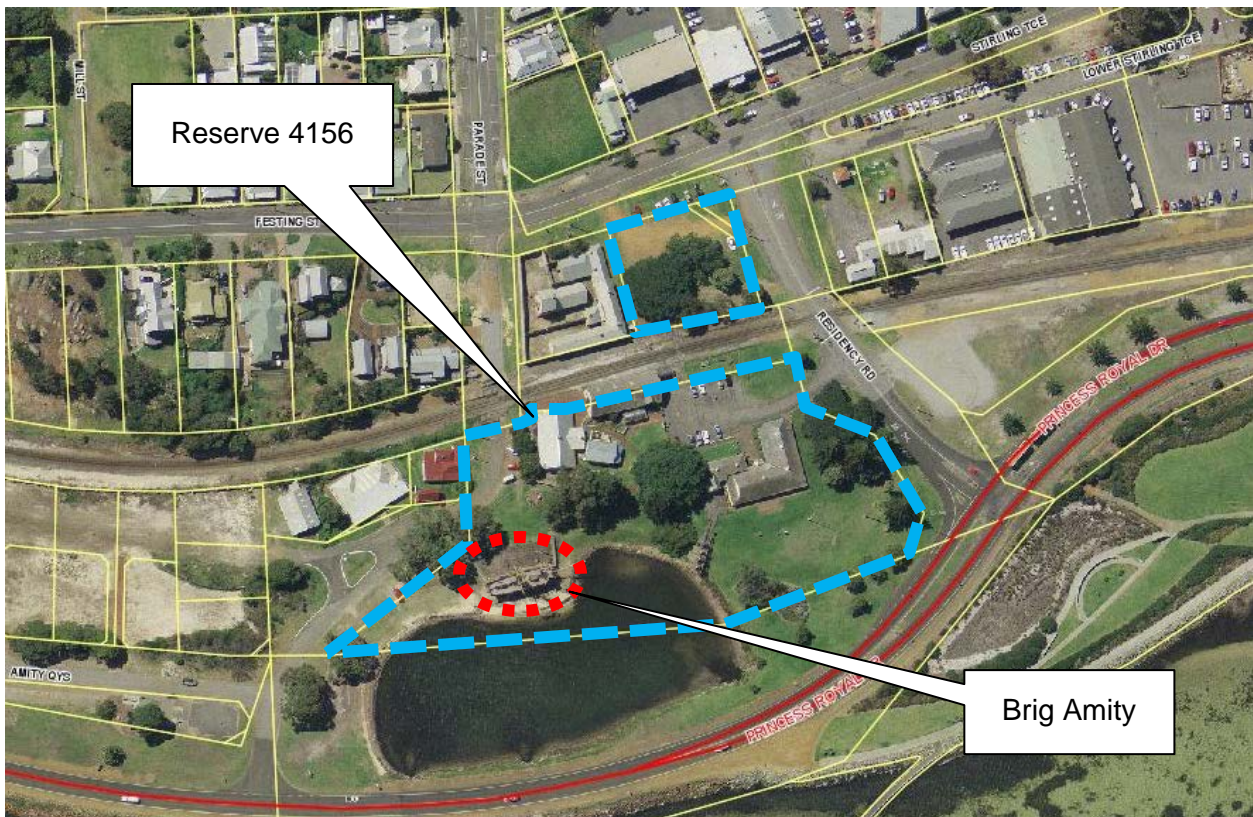 STIRLING TCE
LOWER STIRLING TCE
MILL ST
Reserve 4156
PARADE ST
FESTING ST
RESIDENCY RD
PRINCESS ROYAL DR
AMITY QYS
PRINCESS ROYAL
Brig Amity